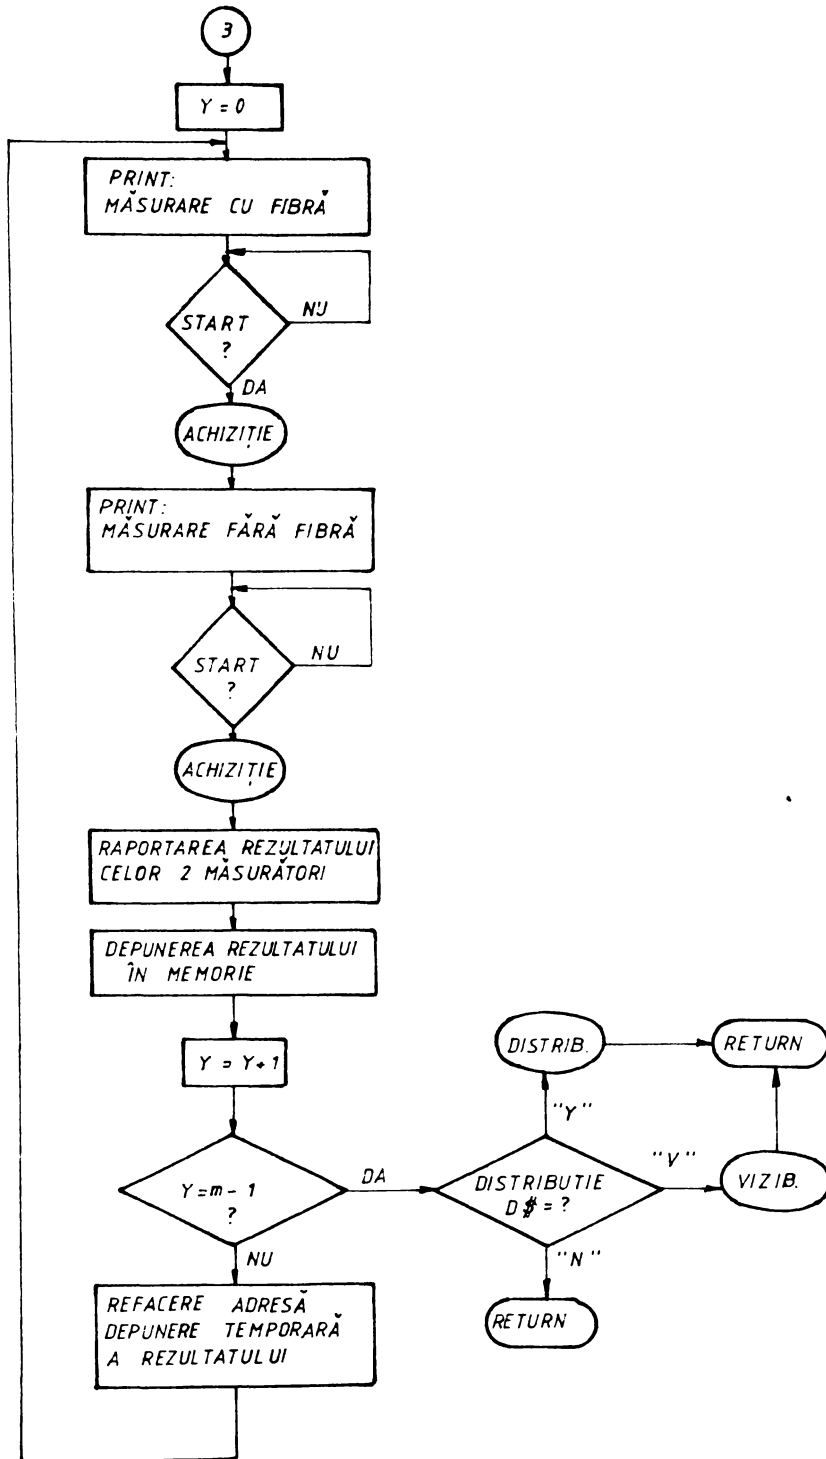 3
Y = 0
PRINT:
MĂSURARE CU FIBRĂ
START
?
NU
DA
ACHIZIȚIE
PRINT:
MĂSURARE FĂRĂ FIBRĂ
START
?
NU
ACHIZIȚIE
RAPORTAREA REZULTATULUI
CELOR 2 MĂSURĂTORI
DEPUNEREA REZULTATULUI
ÎN MEMORIE
Y = Y+1
Y=m-1
?
DA
NU
DISTRIBUTIE
D$=?
"Y"
DISTRIB.
RETURN
"V"
VIZIB.
"N"
RETURN
REFACERE ADRESĂ
DEPUNERE TEMPORARĂ
A REZULTATULUI